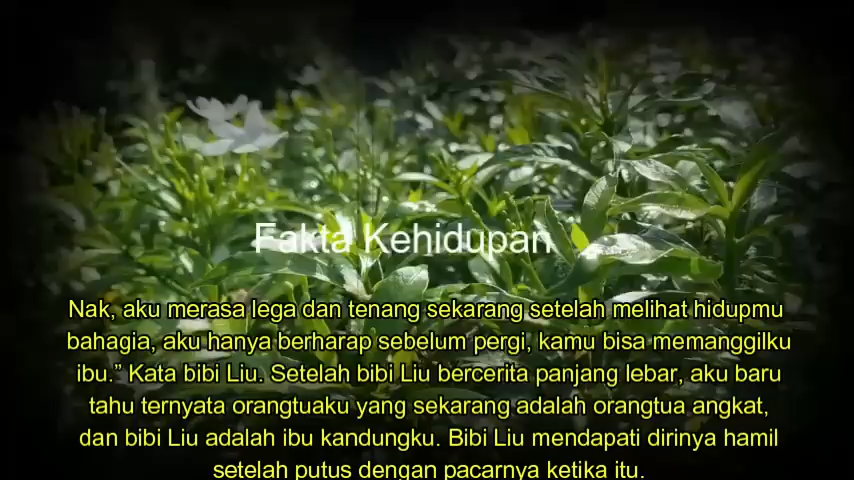 Fakta Kehidupan
Nak, aku merasa lega dan tenang sekarang setelah melihat hidupmu
bahagia, aku hanya berharap sebelum pergi, kamu bisa memanggilku
ibu.” Kata bibi Liu. Setelah bibi Liu bercerita panjang lebar, aku baru
tahu ternyata orangtuaku yang sekarang adalah orangtua angkat,
dan bibi Liu adalah ibu kandungku. Bibi Liu mendapati dirinya hamil
setelah putus dengan pacarnya ketika itu.